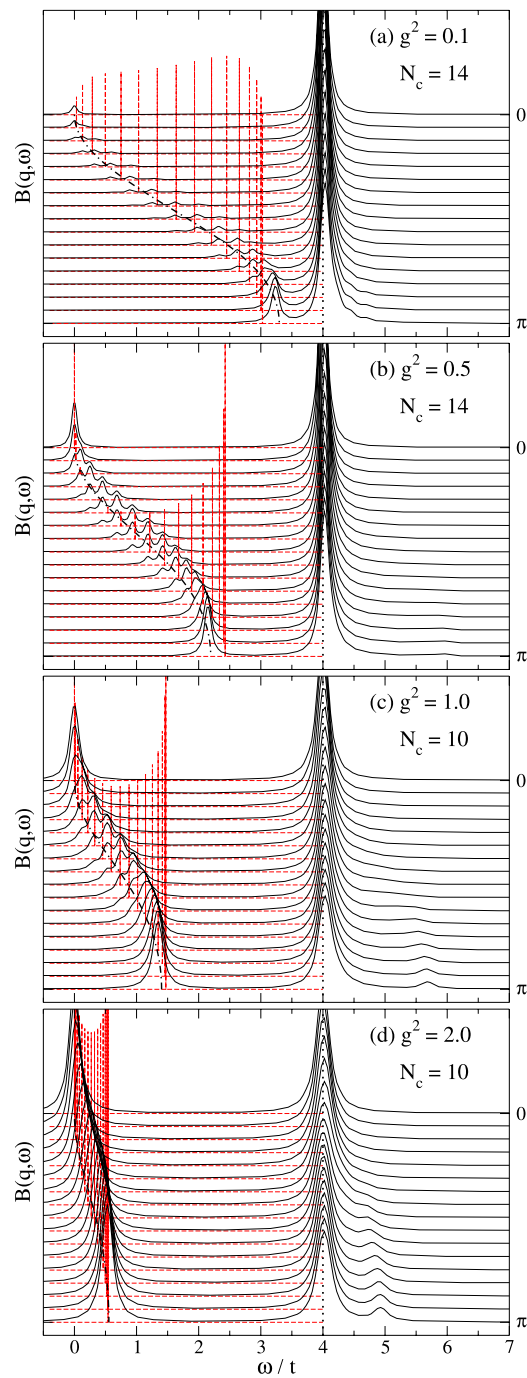 (a) g² = 0.1
N_c = 14
B(q,ω)
0
π
(b) g² = 0.5
N_c = 14
B(q,ω)
0
π
(c) g² = 1.0
N_c = 10
B(q,ω)
0
π
(d) g² = 2.0
N_c = 10
B(q,ω)
0
π
0 1 2 3 4 5 6 7
ω / t